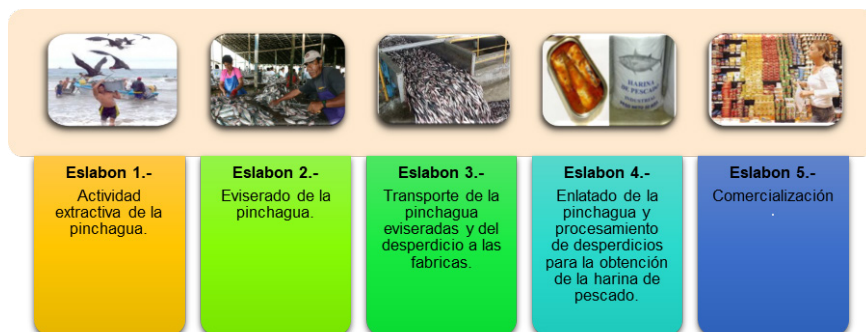 HARINA
DE PESCADO
Eslabon 1.-
Actividad
extractiva de la
pinchagua.
Eslabon 2.-
Eviserado de la
pinchagua.
Eslabon 3.-
Transporte de la
pinchagua
eviseradas y del
desperdicio a las
fabricas.
Eslabon 4.-
Enlatado de la
pinchagua y
procesamiento
de desperdicios
para la obtención
de la harina de
pescado.
Eslabon 5.-
Comercialización
.